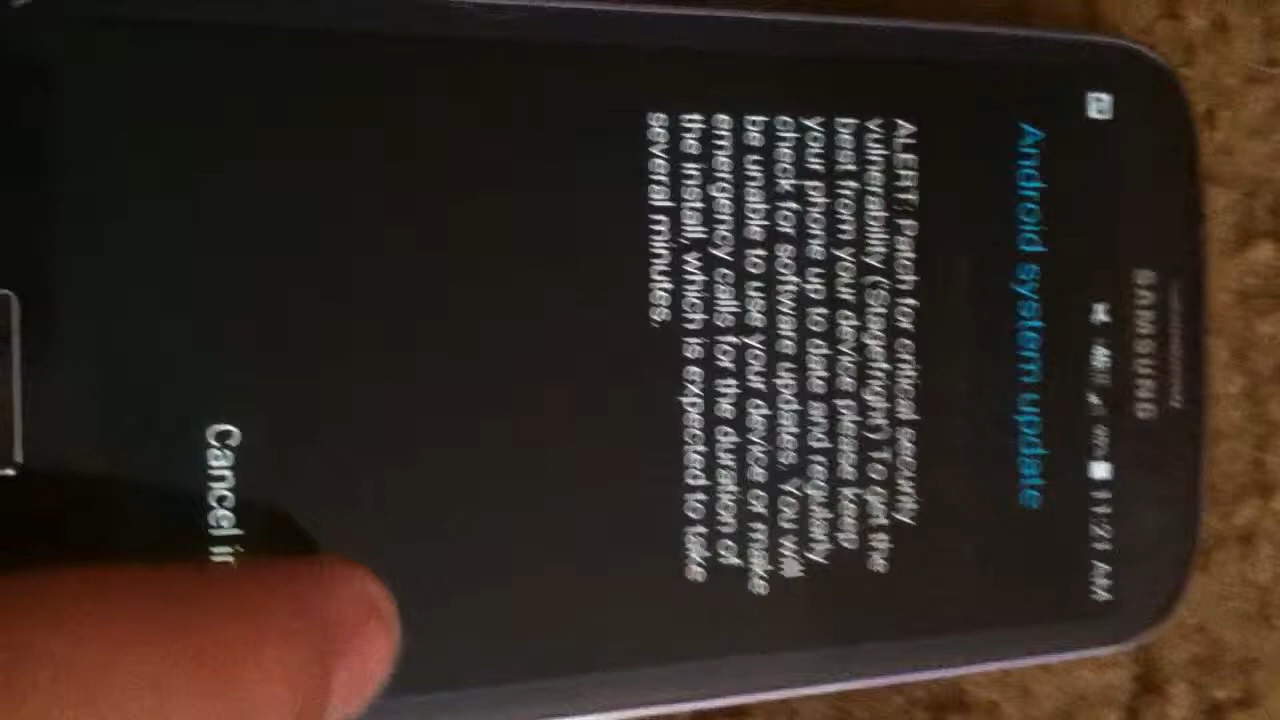 SAMSUNG
11:21 AM
Android system update
ALERT: Patch for critical security
vulnerability (Stagefright) To get the
best from your device please keep
your phone up to date and regularly
check for software updates. You will
be unable to use your device or make
emergency calls for the duration of
the install, which is expected to take
several minutes.
Cancel